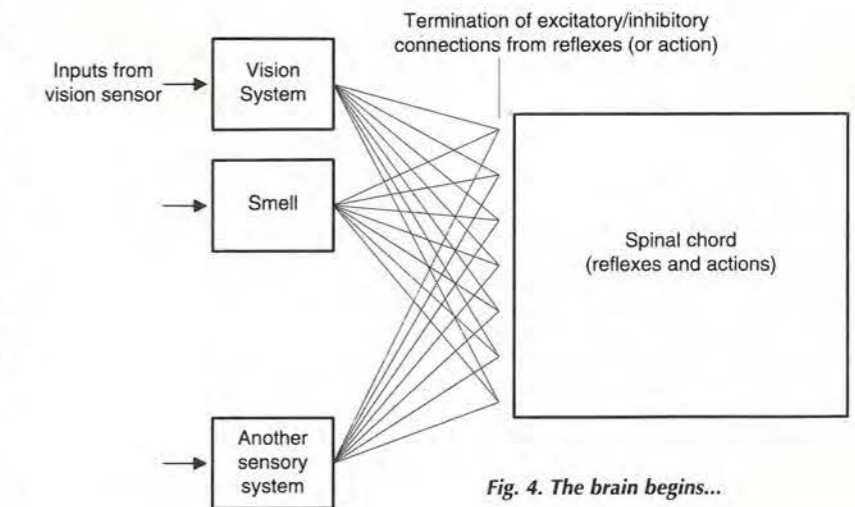 Termination of excitatory/inhibitory
connections from reflexes (or action)
Inputs from
vision sensor
Vision
System
Smell
Spinal chord
(reflexes and actions)
Another
sensory
system
Fig. 4. The brain begins...